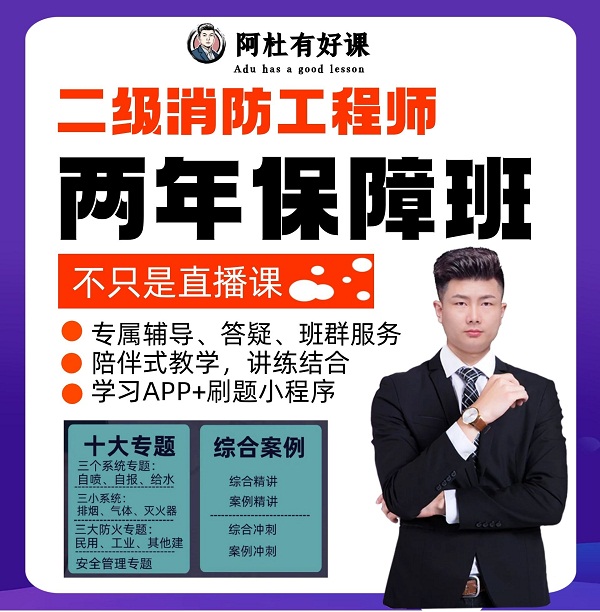 阿杜有好课
Adu has a good lesson
二级消防工程师
两年保障班
不只是直播课
专属辅导、答疑、班群服务
陪伴式教学，讲练结合
学习APP+刷题小程序
十大专题
三个系统专题：
自喷、自报、给水
三小系统：
排烟、气体、灭火器
三大防火专题：
民用、工业、其他建
安全管理专题
综合案例
综合精讲
案例精讲
综合冲刺
案例冲刺